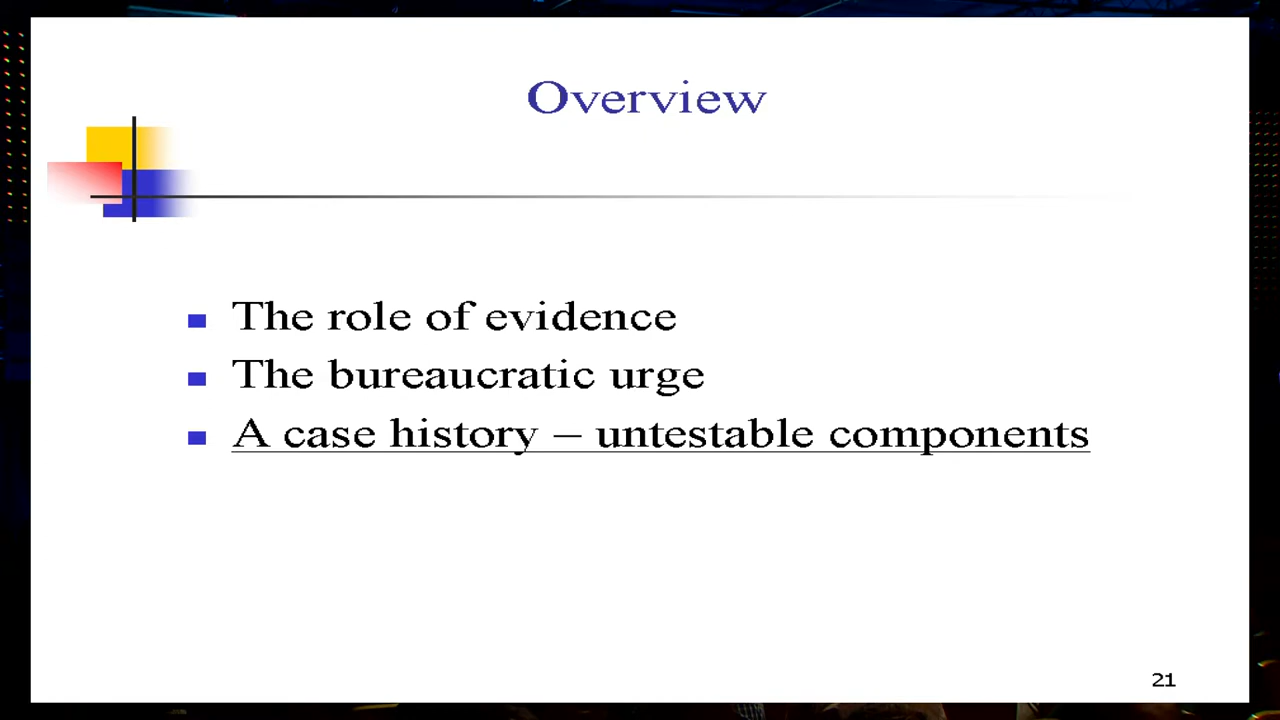 Overview
The role of evidence
The bureaucratic urge
A case history – untestable components
21